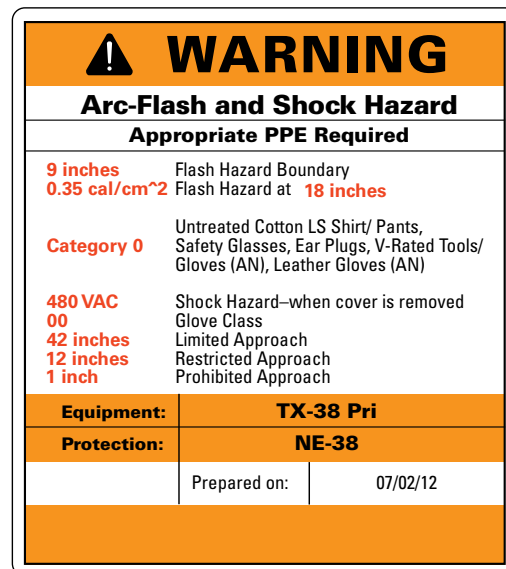 WARNING
Arc-Flash and Shock Hazard
Appropriate PPE Required
9 inches Flash Hazard Boundary
0.35 cal/cm^2 Flash Hazard at 18 inches
Untreated Cotton LS Shirt/ Pants,
Category 0 Safety Glasses, Ear Plugs, V-Rated Tools/
Gloves (AN), Leather Gloves (AN)
480 VAC Shock Hazard–when cover is removed
00 Glove Class
42 inches Limited Approach
12 inches Restricted Approach
1 inch Prohibited Approach
Equipment: TX-38 Pri
Protection: NE-38
Prepared on: 07/02/12